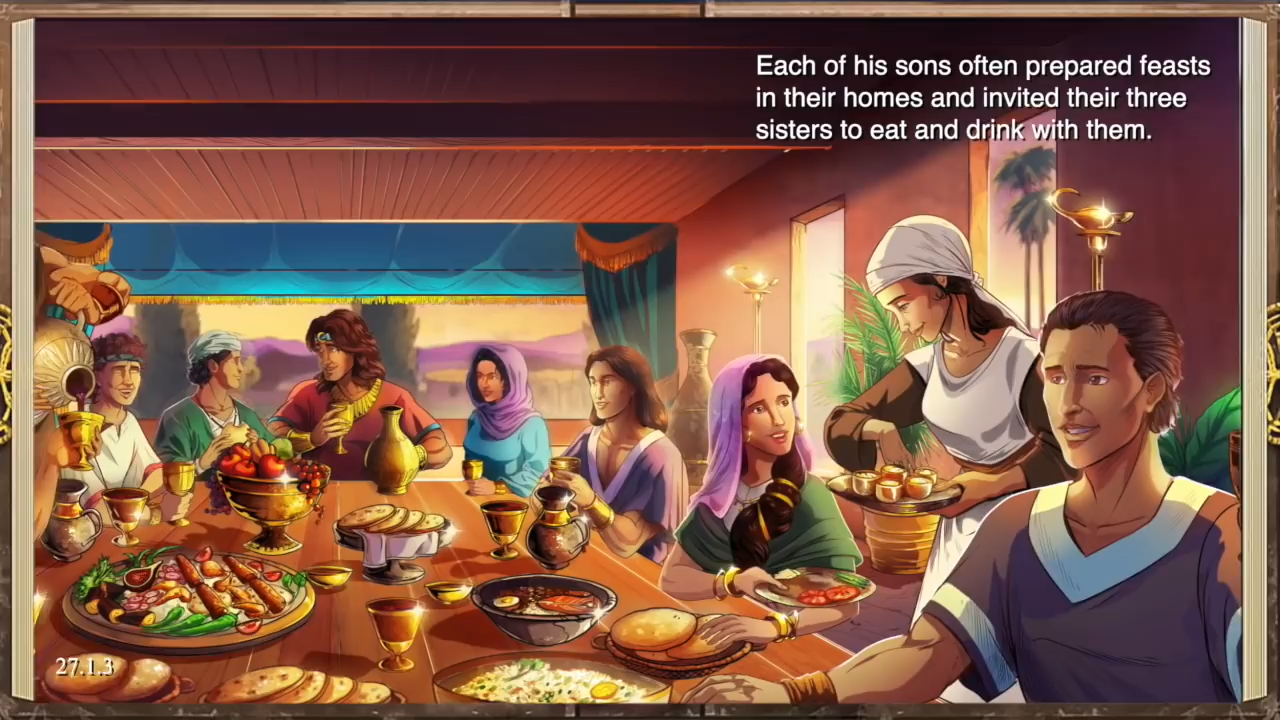 Each of his sons often prepared feasts
in their homes and invited their three
sisters to eat and drink with them.
27.1.3